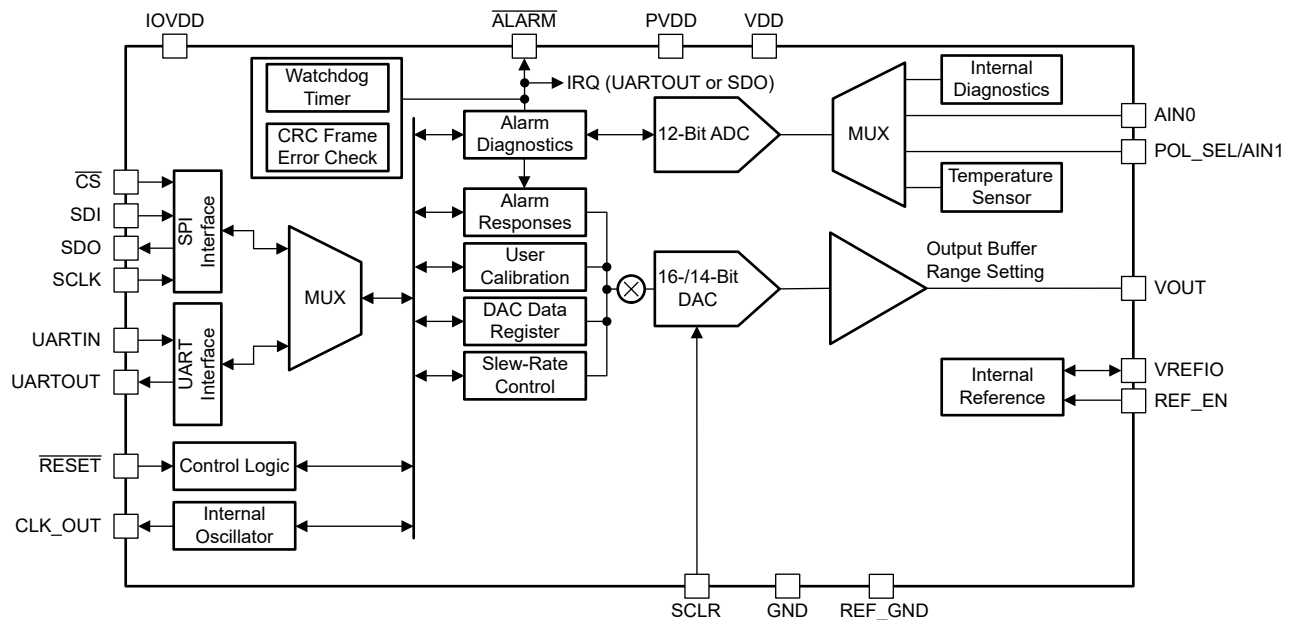 IOVDD
ALARM
PVDD
VDD
Watchdog
Timer
IRQ (UARTOUT or SDO)
CRC Frame
Error Check
Alarm
Diagnostics
12-Bit ADC
MUX
Internal
Diagnostics
AIN0
POL_SEL/AIN1
Temperature
Sensor
CS
SDI
SDO
SCLK
SPI
Interface
UARTIN
UARTOUT
UART
Interface
MUX
Alarm
Responses
User
Calibration
DAC Data
Register
Slew-Rate
Control
16-/14-Bit
DAC
Output Buffer
Range Setting
VOUT
Internal
Reference
VREFIO
REF_EN
RESET
Control Logic
CLK_OUT
Internal
Oscillator
SCLR
GND
REF_GND